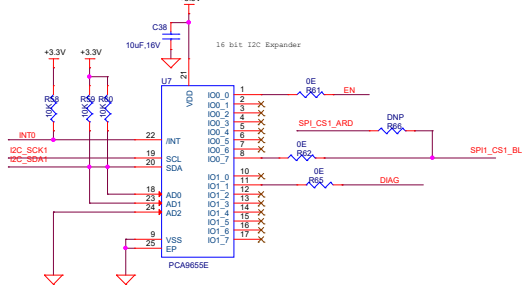 C38
10uF,16V
16 bit I2C Expander
+3.3V +3.3V
21
U7
VDD
R58 R59 R60
10K 10K 10K
IO0_0 1 0E R61 EN
IO0_1 2
IO0_2 3
IO0_3 4
IO0_4 5
IO0_5 6
IO0_6 7
IO0_7 8 0E R62
SPI_CS1_ARD DNP R66
SPI1_CS1_BL
INT0 22 /INT
I2C_SCK1 19 SCL
I2C_SDA1 20 SDA
18 AD0
23 AD1
24 AD2
IO1_0 10
IO1_1 11 0E R65 DIAG
IO1_2 12
IO1_3 13
IO1_4 14
IO1_5 15
IO1_6 16
IO1_7 17
9 VSS
25 EP
PCA9655E